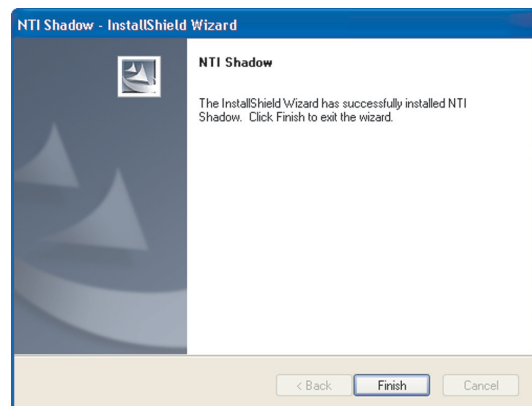 NTI Shadow - InstallShield Wizard
NTI Shadow
The InstallShield Wizard has successfully installed NTI
Shadow. Click Finish to exit the wizard.
< Back
Finish
Cancel